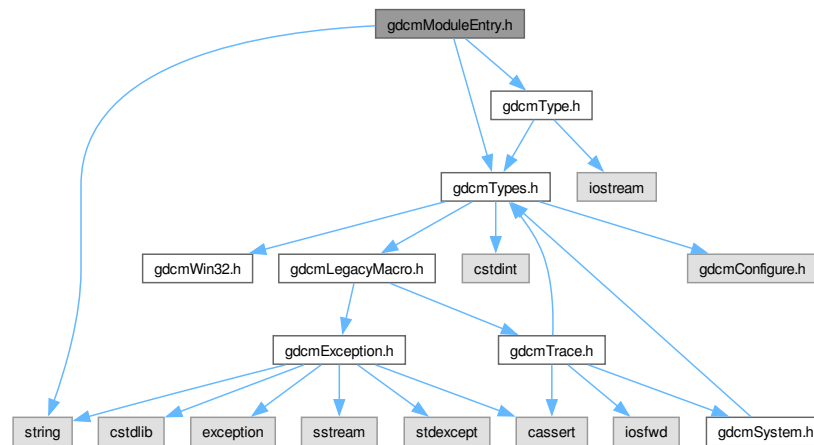 gdcmModuleEntry.h
gdcmType.h
gdcmTypes.h
iostream
gdcmWin32.h
gdcmLegacyMacro.h
cstdint
gdcmConfigure.h
gdcmException.h
gdcmTrace.h
string
cstdlib
exception
sstream
stdexcept
cassert
iosfwd
gdcmSystem.h